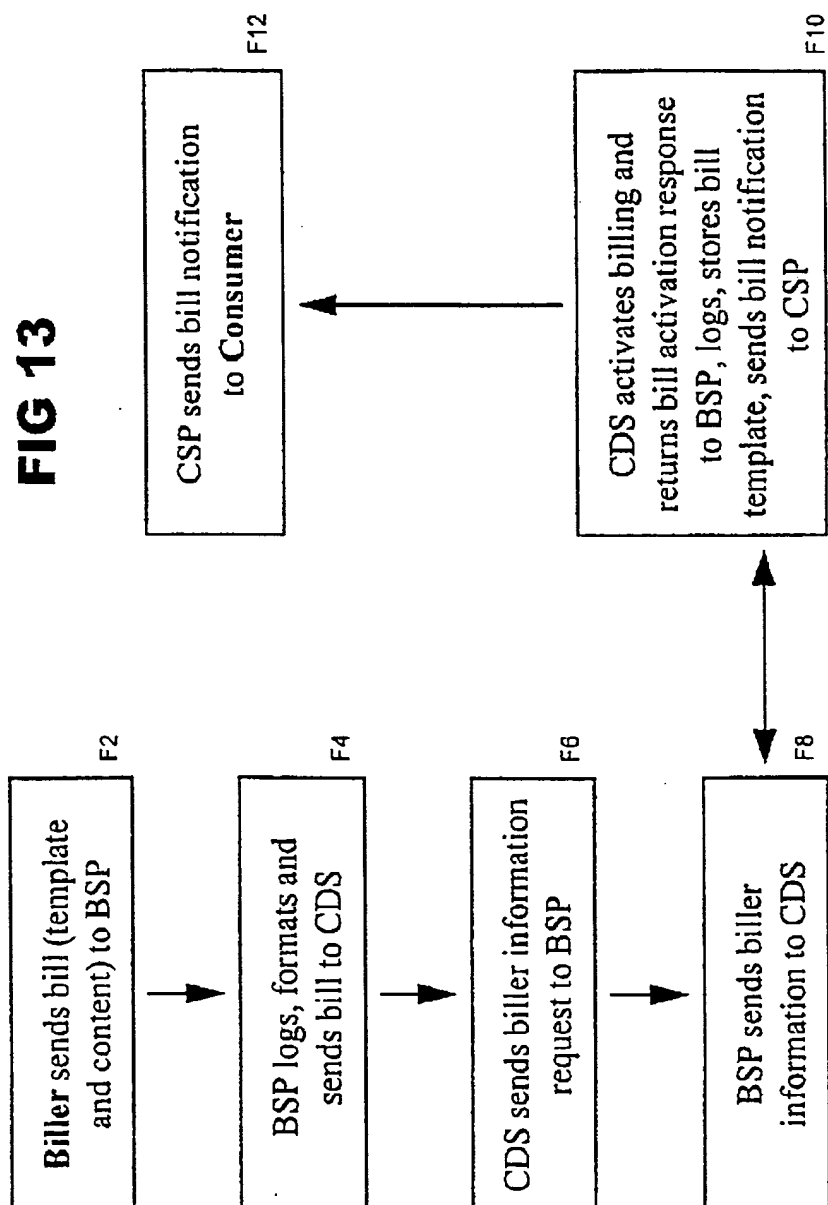 FIG 13
Biller sends bill (template
and content) to BSP
F2
BSP logs, formats and
sends bill to CDS
F4
CDS sends biller information
request to BSP
F6
BSP sends biller
information to CDS
F8
CDS activates billing and
returns bill activation response
to BSP, logs, stores bill
template, sends bill notification
to CSP
F10
CSP sends bill notification
to Consumer
F12